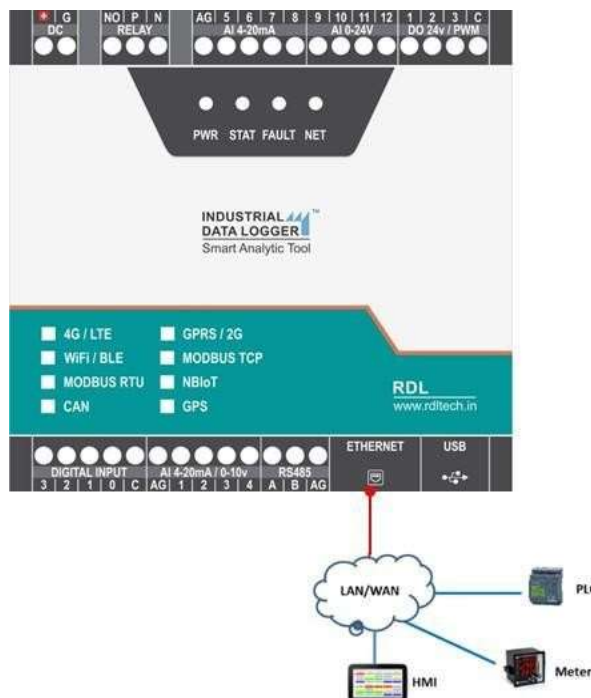 + G NO P N AG 5 6 7 8 9 10 11 12 1 2 3 C
DC RELAY AI 4-20mA AI 0-24V DO 24v / PWM
PWR STAT FAULT NET
INDUSTRIAL ™
DATA LOGGER
Smart Analytic Tool
4G / LTE GPRS / 2G
WiFi / BLE MODBUS TCP
MODBUS RTU NBIoT
CAN GPS
RDL
www.rdltech.in
ETHERNET USB
DIGITAL INPUT AI 4-20mA / 0-10v RS485
3 2 1 0 C AG 1 2 3 4 A B AG
LAN/WAN
Meter
HMI